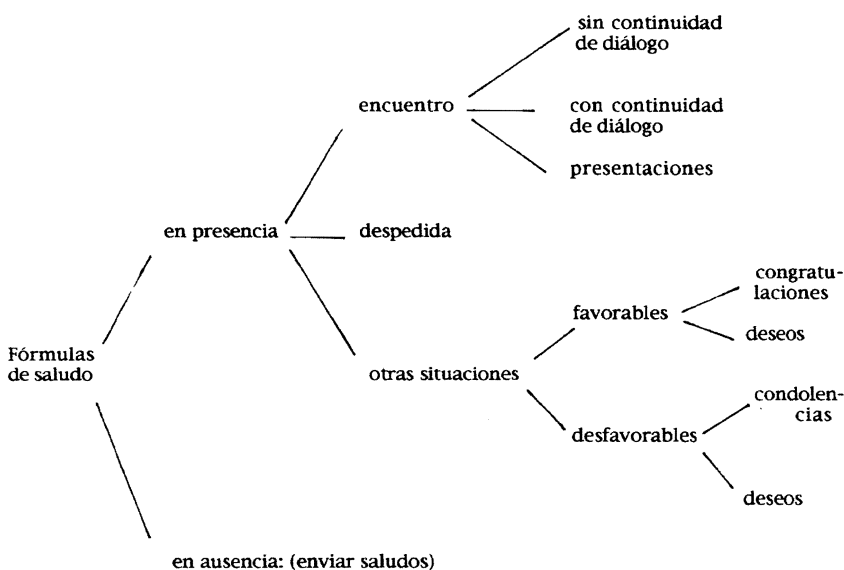 sin continuidad
de diálogo
encuentro
con continuidad
de diálogo
presentaciones
en presencia
despedida
congratu-
laciones
favorables
deseos
Fórmulas
de saludo
otras situaciones
condolen-
cias
desfavorables
deseos
en ausencia: (enviar saludos)